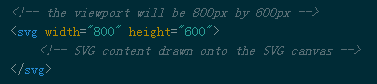 <!-- the viewport will be 800px by 600px -->
<svg width="800" height="600">
<!-- SVG content drawn onto the SVG canvas -->
</svg>